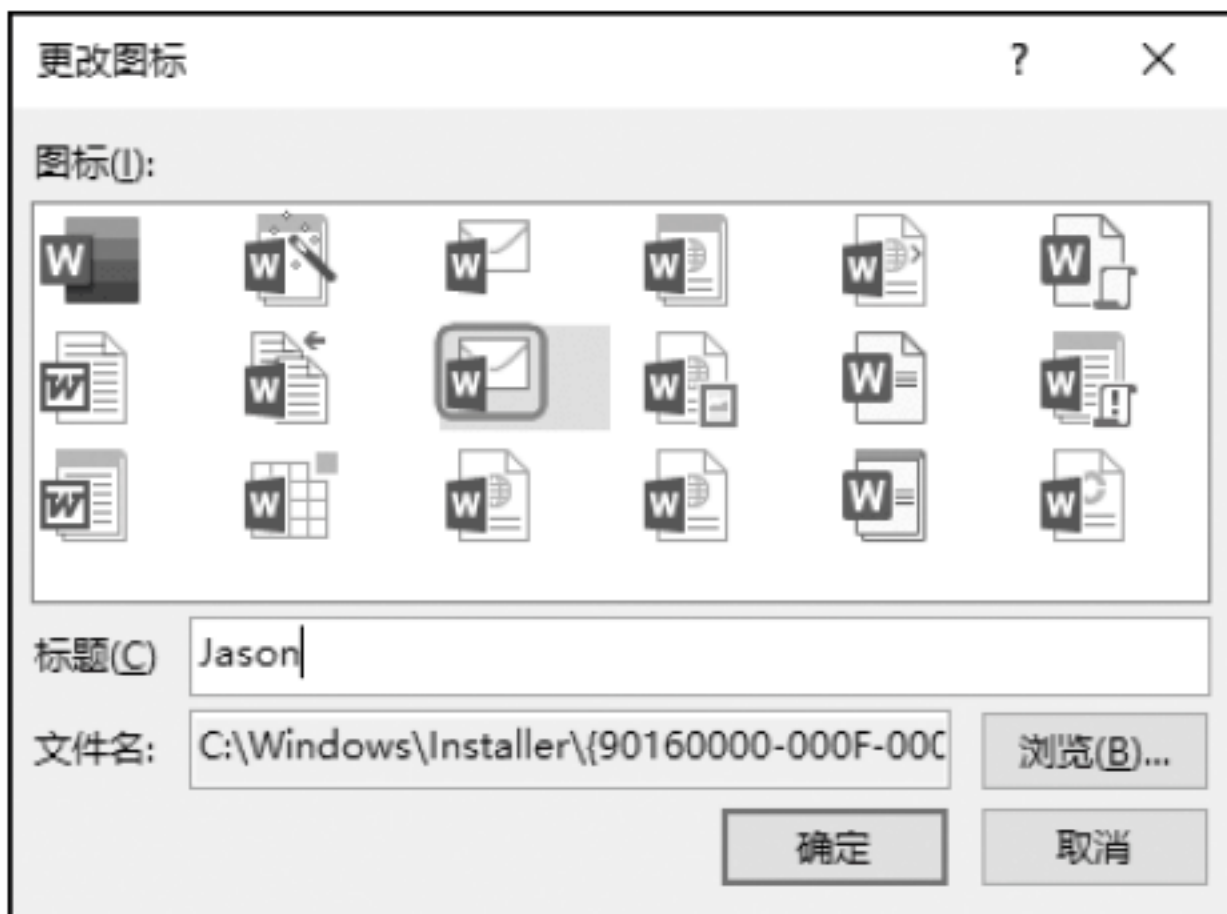 更改图标 ? ×
图标(I):
标题(C) Jason
文件名: C:\Windows\Installer\{90160000-000F-000 浏览(B)...
确定 取消